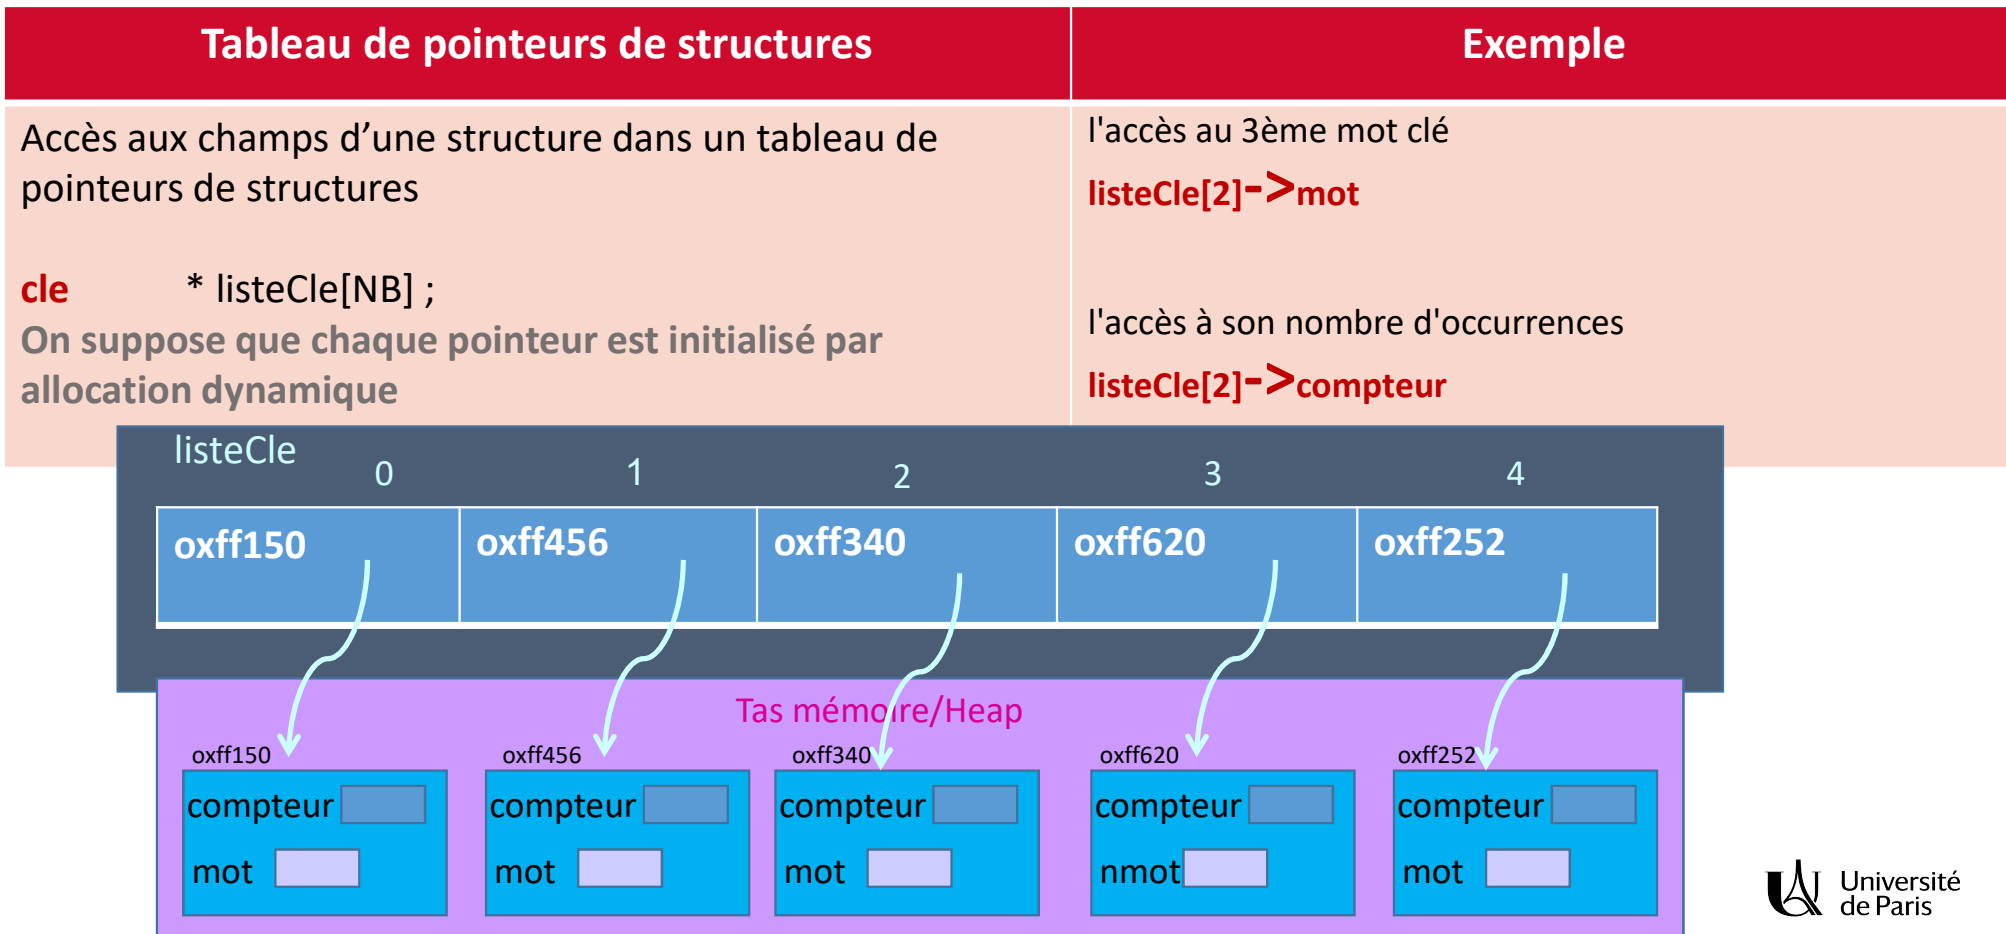 Tableau de pointeurs de structures
Exemple
Accès aux champs d’une structure dans un tableau de
pointeurs de structures
cle * listeCle[NB] ;
On suppose que chaque pointeur est initialisé par
allocation dynamique
l'accès au 3ème mot clé
listeCle[2]->mot
l'accès à son nombre d'occurrences
listeCle[2]->compteur
listeCle
0 1 2 3 4
oxff150 oxff456 oxff340 oxff620 oxff252
Tas mémoire/Heap
oxff150 oxff456 oxff340 oxff620 oxff252
compteur compteur compteur compteur compteur
mot mot mot nmot mot
Université
de Paris